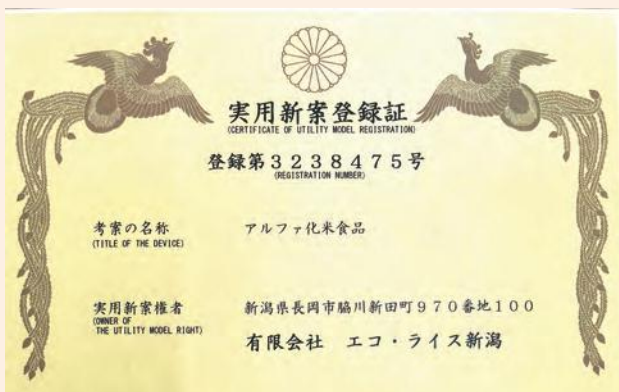 実用新案登録証
(CERTIFICATE OF UTILITY MODEL REGISTRATION)
登録第3238475号
(REGISTRATION NUMBER)
考案の名称 アルファ化米食品
(TITLE OF THE DEVICE)
実用新案権者 新潟県長岡市脇川新田町970番地100
(OWNER OF
THE UTILITY MODEL RIGHT)
有限会社 エコ・ライス新潟